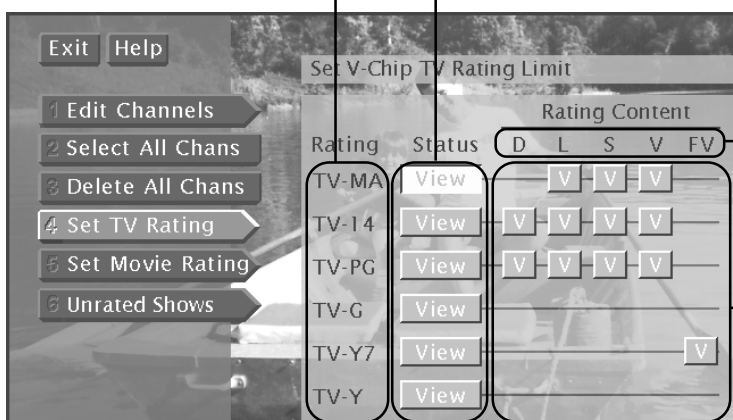 Exit Help
1 Edit Channels
2 Select All Chans
3 Delete All Chans
4 Set TV Rating
5 Set Movie Rating
6 Unrated Shows
Set V-Chip TV Rating Limit
Rating Content
Rating Status D L S V FV
TV-MA View V V V
TV-14 View V V V V
TV-PG View V V V V
TV-G View
TV-Y7 View V
TV-Y View